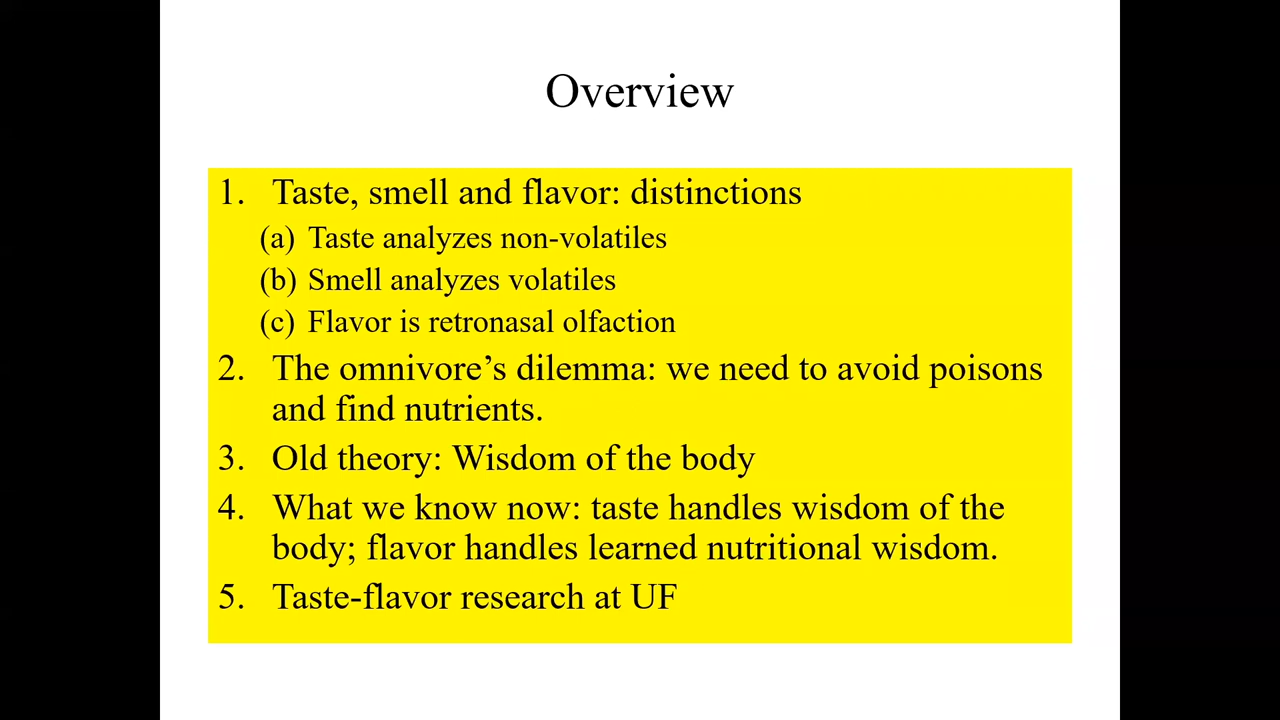 Overview
1. Taste, smell and flavor: distinctions
(a) Taste analyzes non-volatiles
(b) Smell analyzes volatiles
(c) Flavor is retronasal olfaction
2. The omnivore’s dilemma: we need to avoid poisons
and find nutrients.
3. Old theory: Wisdom of the body
4. What we know now: taste handles wisdom of the
body; flavor handles learned nutritional wisdom.
5. Taste-flavor research at UF